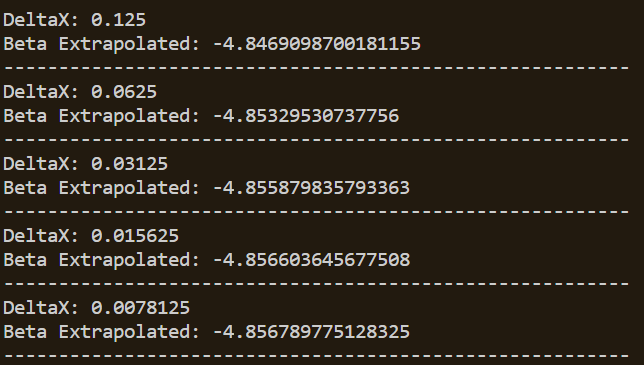 DeltaX: 0.125
Beta Extrapolated: -4.8469098700181155
---------------------------------------------------------
DeltaX: 0.0625
Beta Extrapolated: -4.85329530737756
---------------------------------------------------------
DeltaX: 0.03125
Beta Extrapolated: -4.855879835793363
---------------------------------------------------------
DeltaX: 0.015625
Beta Extrapolated: -4.856603645677508
---------------------------------------------------------
DeltaX: 0.0078125
Beta Extrapolated: -4.856789775128325
---------------------------------------------------------